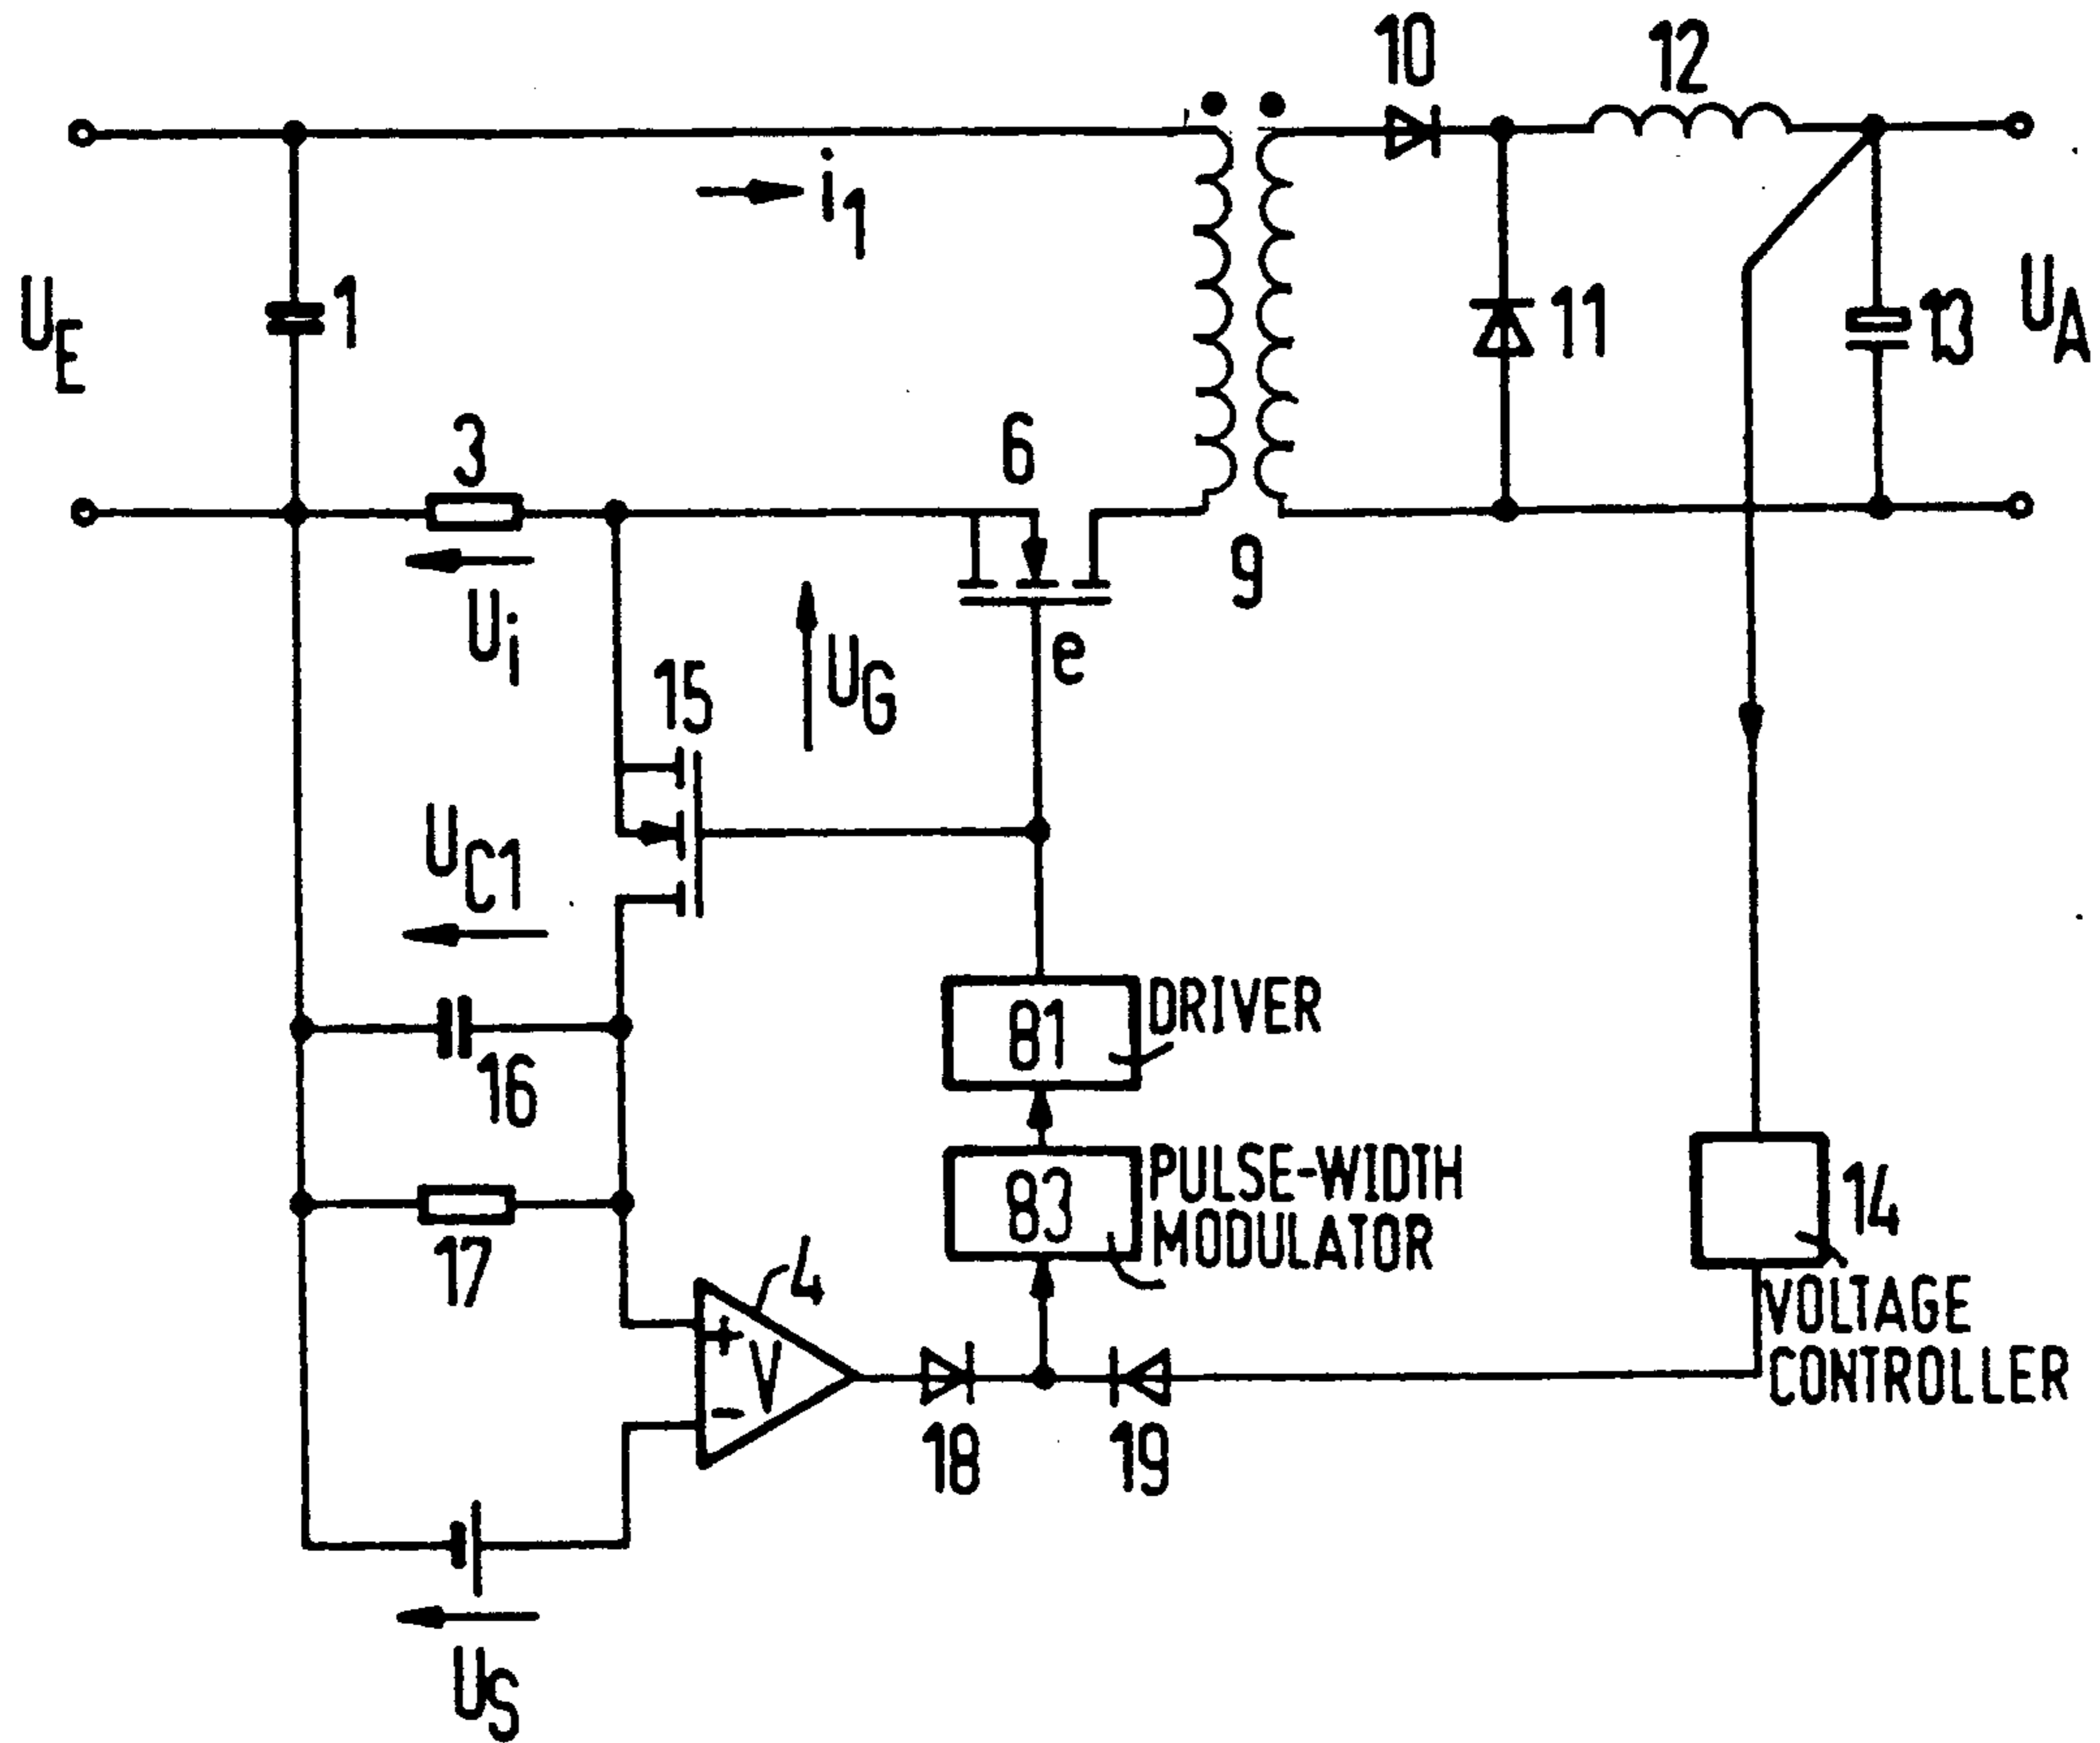 10
12
i1
UE
1
11
13
UA
3
6
9
Ui
e
15
UG
UC1
81
DRIVER
16
83
PULSE-WIDTH
MODULATOR
14
17
4
+
V
-
VOLTAGE
CONTROLLER
18
19
US